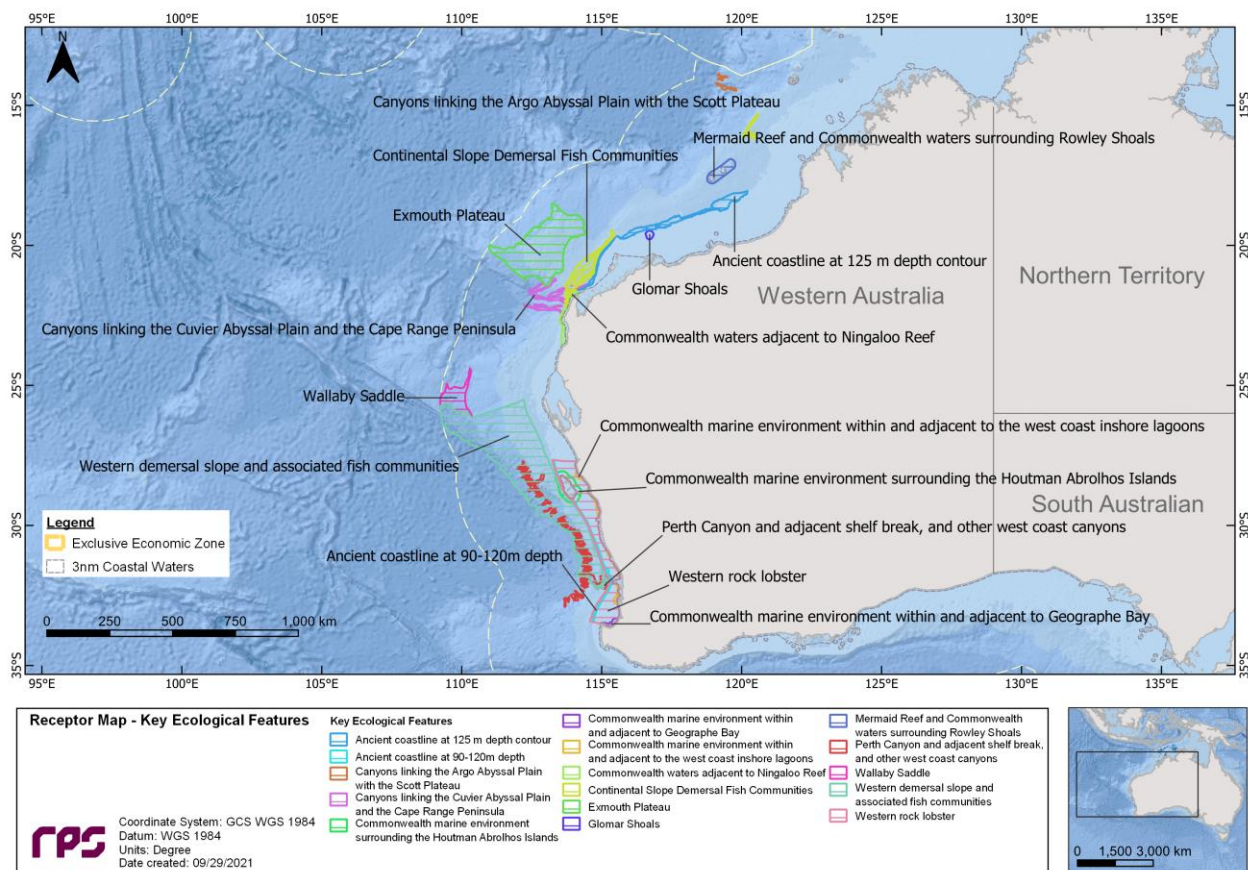 95°E 100°E 105°E 110°E 115°E 120°E 125°E 130°E 135°E
N
15°S
15°S
Canyons linking the Argo Abyssal Plain with the Scott Plateau
Mermaid Reef and Commonwealth waters surrounding Rowley Shoals
Continental Slope Demersal Fish Communities
Exmouth Plateau
20°S
20°S
Ancient coastline at 125 m depth contour
Northern Territory
Glomar Shoals
Western Australia
Canyons linking the Cuvier Abyssal Plain and the Cape Range Peninsula
Commonwealth waters adjacent to Ningaloo Reef
25°S
25°S
Wallaby Saddle
Commonwealth marine environment within and adjacent to the west coast inshore lagoons
Western demersal slope and associated fish communities
Commonwealth marine environment surrounding the Houtman Abrolhos Islands
South Australian
30°S
30°S
Legend
Exclusive Economic Zone
3nm Coastal Waters
Perth Canyon and adjacent shelf break, and other west coast canyons
Ancient coastline at 90-120m depth
Western rock lobster
Commonwealth marine environment within and adjacent to Geographe Bay
0 250 500 750 1,000 km
35°S
35°S
95°E 100°E 105°E 110°E 115°E 120°E 125°E 130°E 135°E
Receptor Map - Key Ecological Features
rps
Coordinate System: GCS WGS 1984
Datum: WGS 1984
Units: Degree
Date created: 09/29/2021
Key Ecological Features
Ancient coastline at 125 m depth contour
Ancient coastline at 90-120m depth
Canyons linking the Argo Abyssal Plain
with the Scott Plateau
Canyons linking the Cuvier Abyssal Plain
and the Cape Range Peninsula
Commonwealth marine environment
surrounding the Houtman Abrolhos Islands
Commonwealth marine environment within
and adjacent to Geographe Bay
Commonwealth marine environment within
and adjacent to the west coast inshore lagoons
Commonwealth waters adjacent to Ningaloo Reef
Continental Slope Demersal Fish Communities
Exmouth Plateau
Glomar Shoals
Mermaid Reef and Commonwealth
waters surrounding Rowley Shoals
Perth Canyon and adjacent shelf break,
and other west coast canyons
Wallaby Saddle
Western demersal slope and
associated fish communities
Western rock lobster
0 1,500 3,000 km